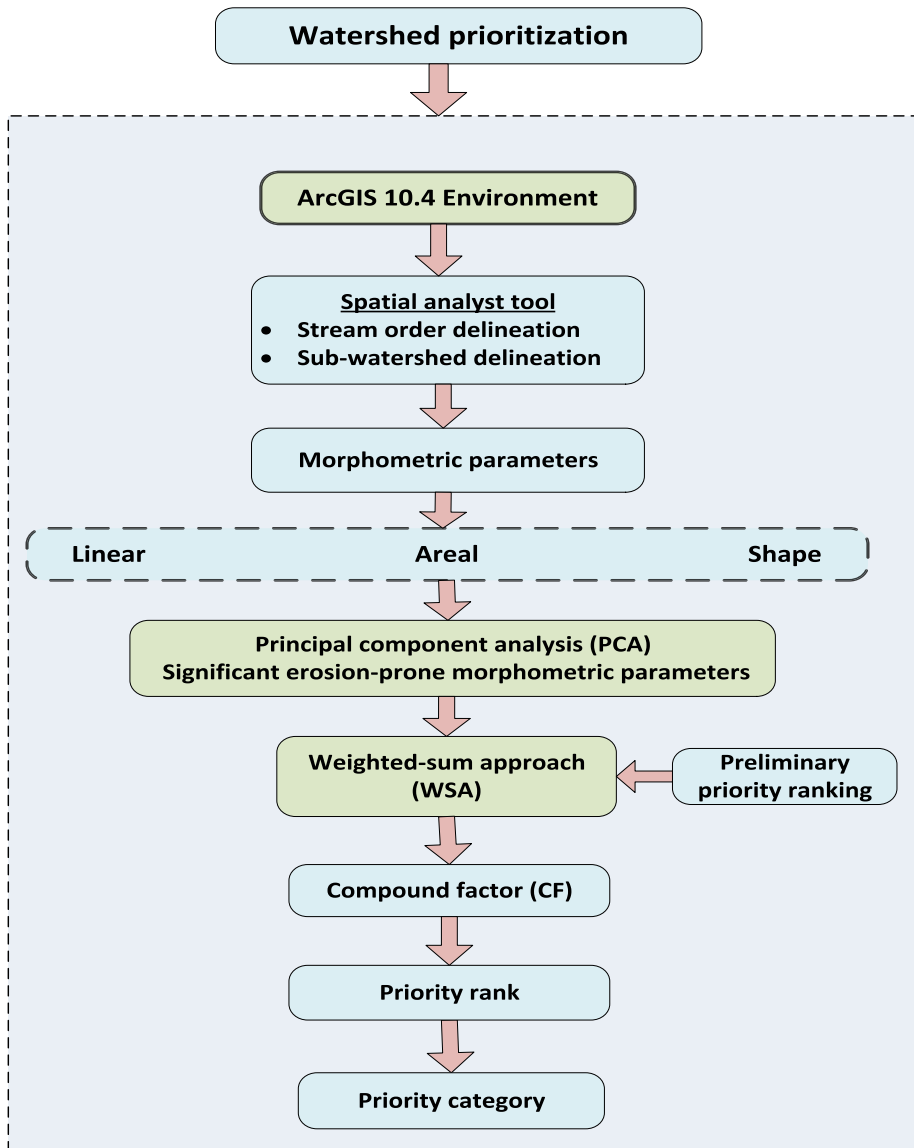 Watershed prioritization
ArcGIS 10.4 Environment
Spatial analyst tool
• Stream order delineation
• Sub-watershed delineation
Morphometric parameters
Linear Areal Shape
Principal component analysis (PCA)
Significant erosion-prone morphometric parameters
Weighted-sum approach
(WSA)
Preliminary
priority ranking
Compound factor (CF)
Priority rank
Priority category